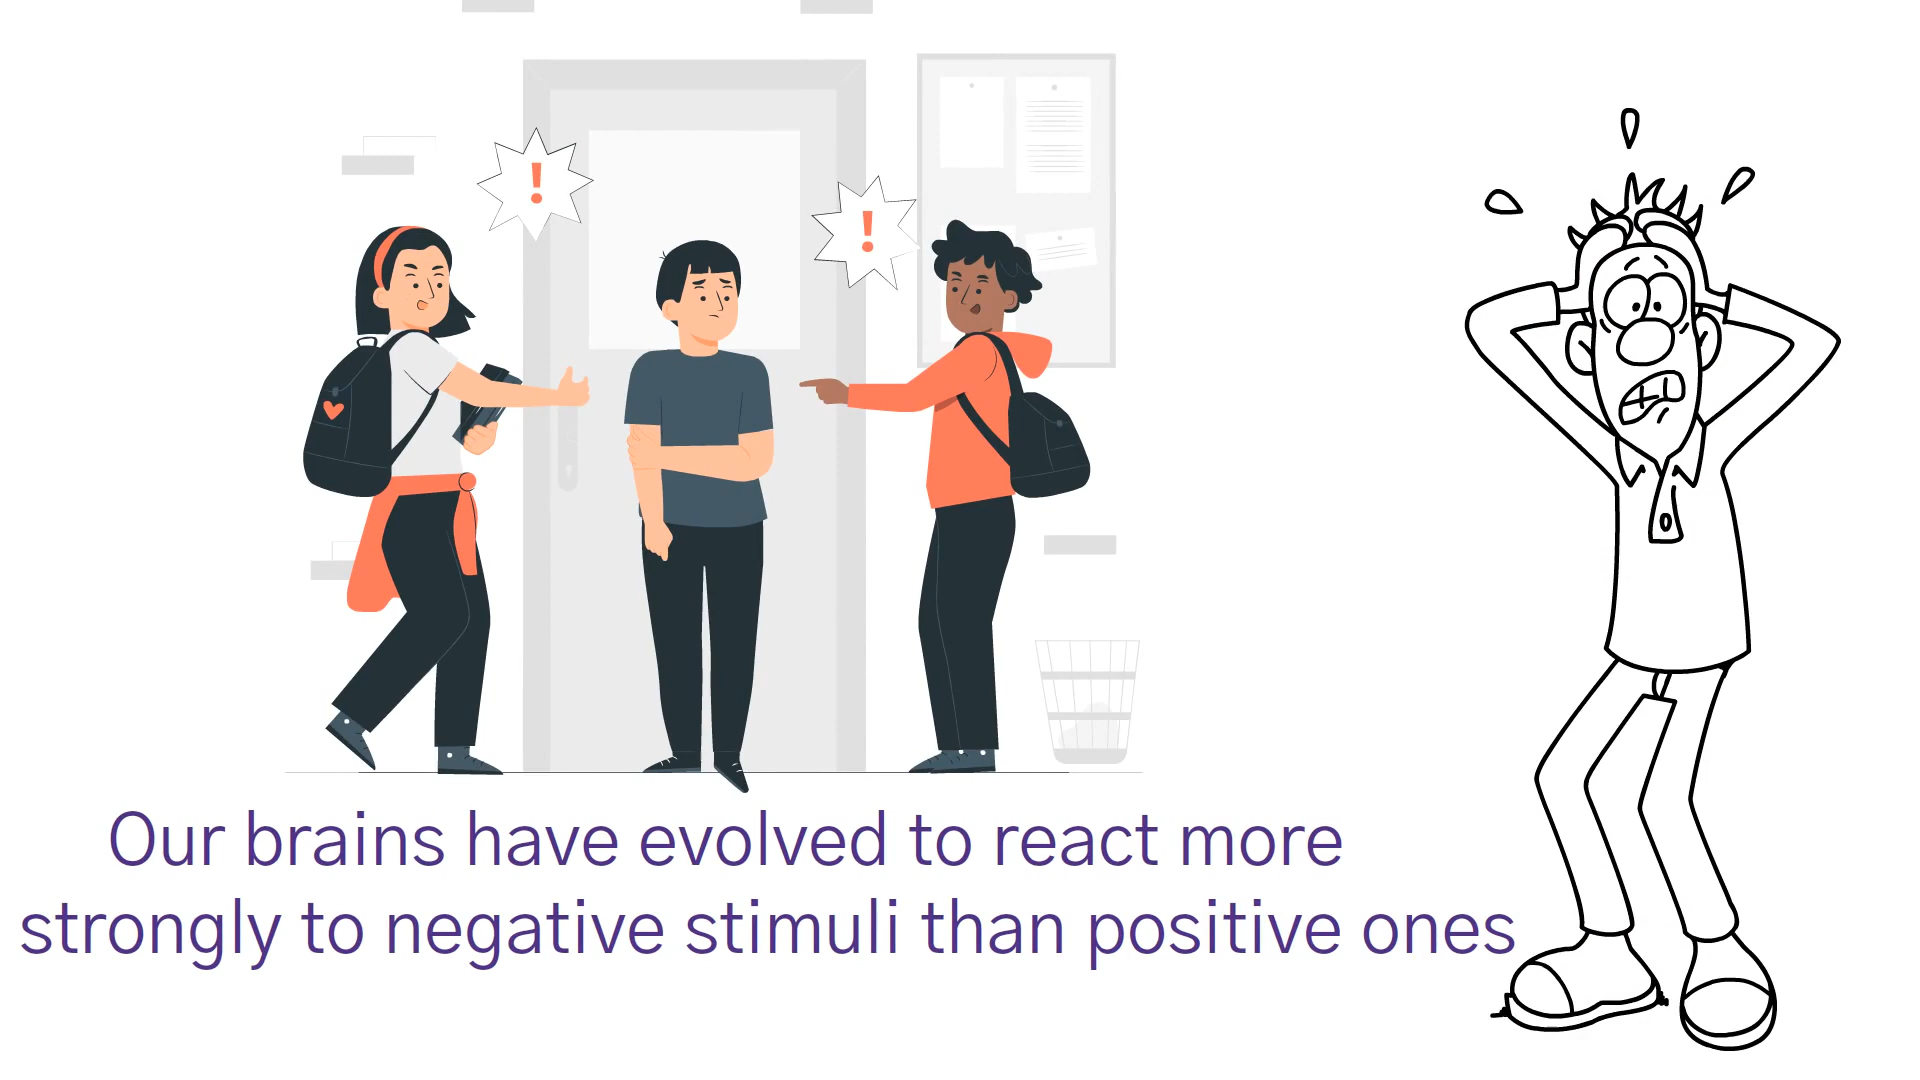 !
!
Our brains have evolved to react more
strongly to negative stimuli than positive ones